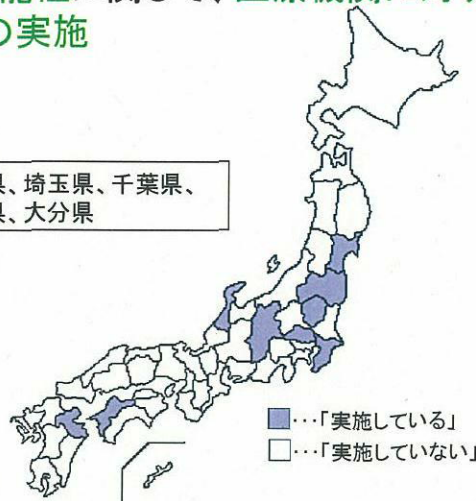 の実施
県、埼玉県、千葉県、
県、大分県
…「実施している」
…「実施していない」